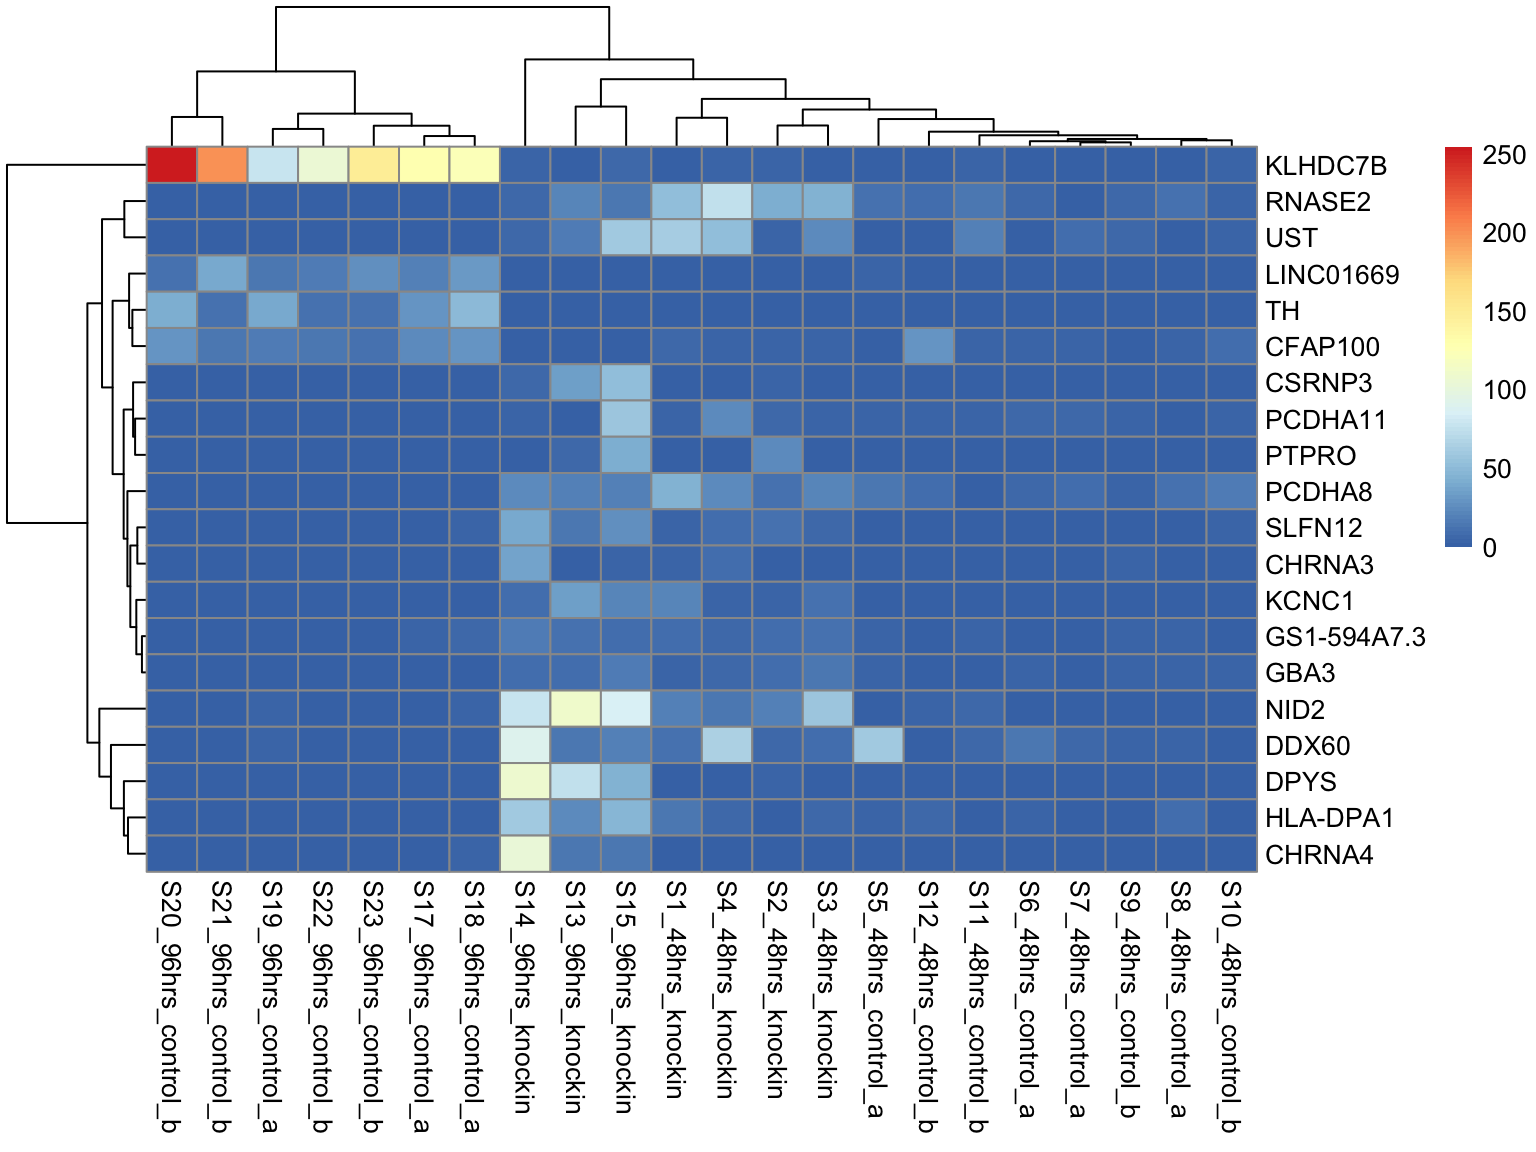 KLHDC7B
RNASE2
UST
LINC01669
TH
CFAP100
CSRNP3
PCDHA11
PTPRO
PCDHA8
SLFN12
CHRNA3
KCNC1
GS1-594A7.3
GBA3
NID2
DDX60
DPYS
HLA-DPA1
CHRNA4
250
200
150
100
50
0
S20_96hrs_control_b
S21_96hrs_control_b
S19_96hrs_control_a
S22_96hrs_control_b
S23_96hrs_control_b
S17_96hrs_control_a
S18_96hrs_control_a
S14_96hrs_knockin
S13_96hrs_knockin
S15_96hrs_knockin
S1_48hrs_knockin
S4_48hrs_knockin
S2_48hrs_knockin
S3_48hrs_knockin
S5_48hrs_control_a
S12_48hrs_control_b
S11_48hrs_control_b
S6_48hrs_control_a
S7_48hrs_control_a
S9_48hrs_control_b
S8_48hrs_control_a
S10_48hrs_control_b